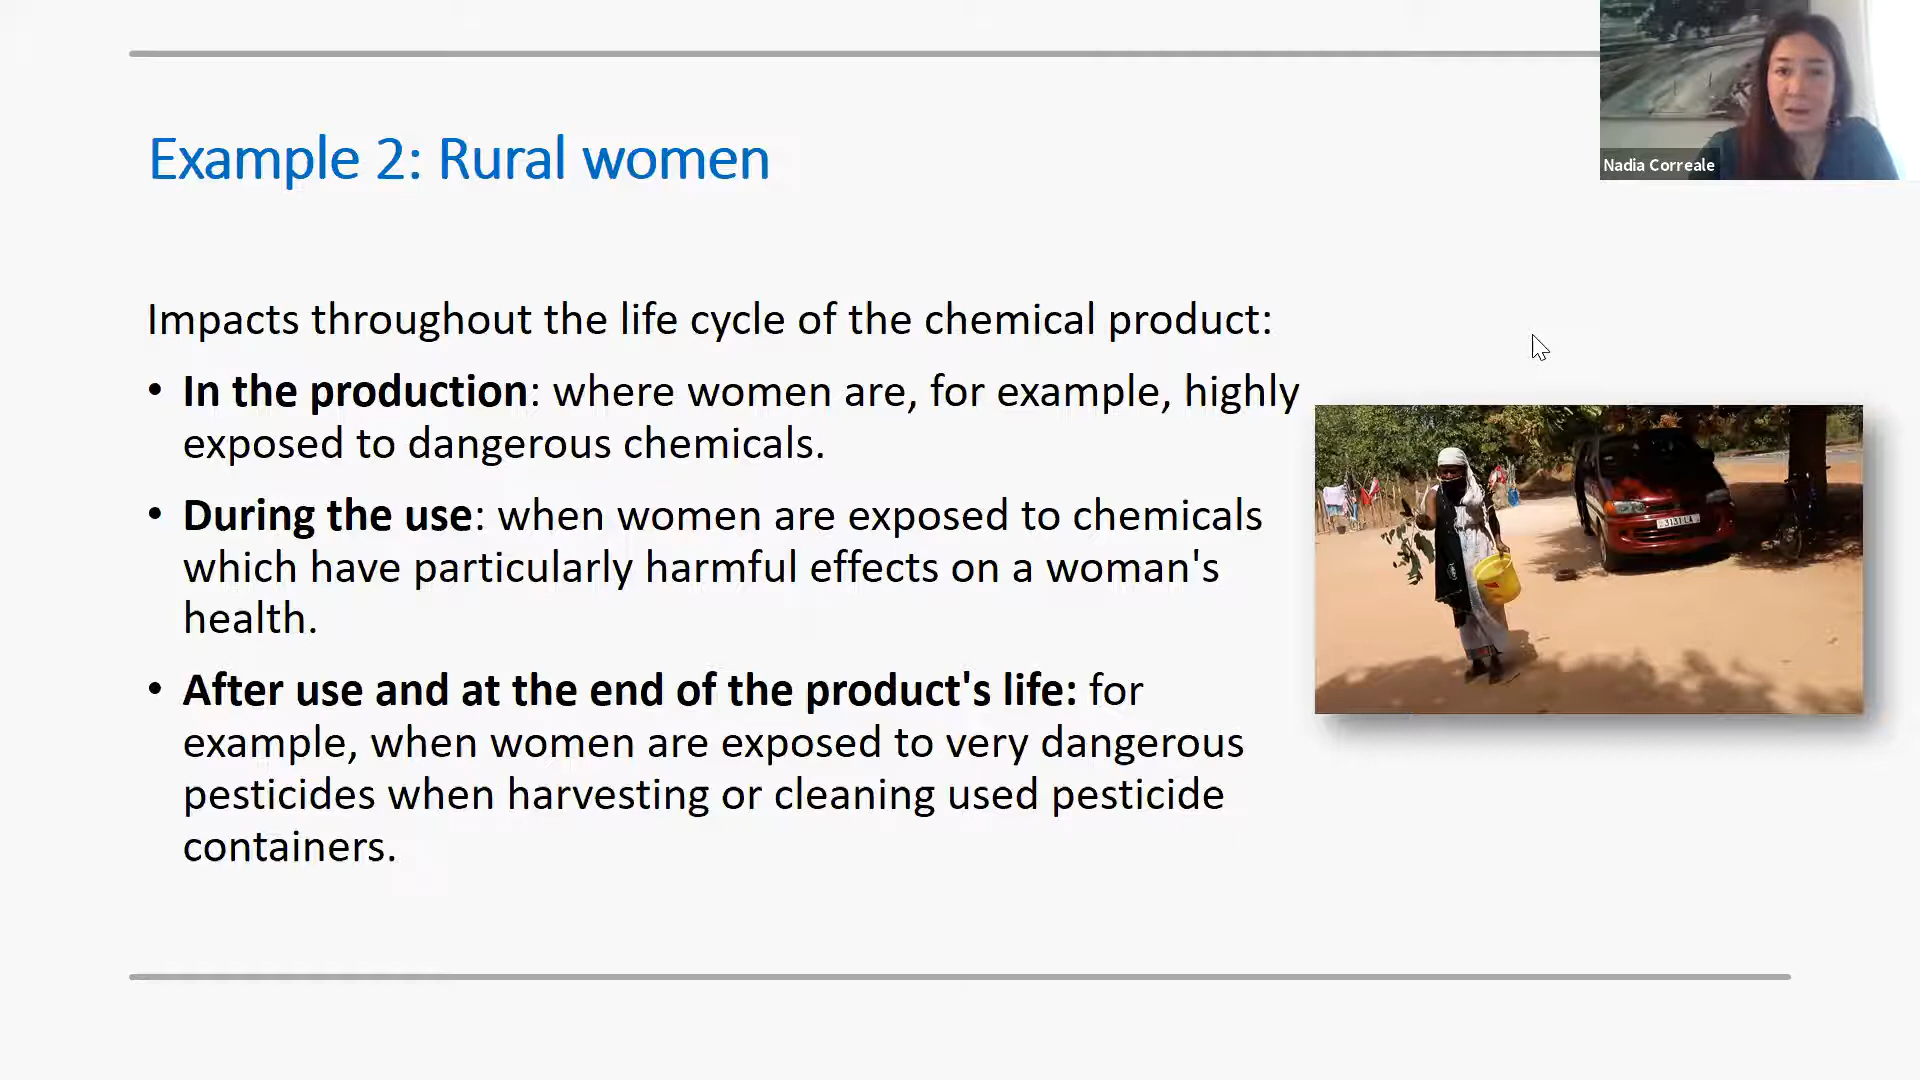 Example 2: Rural women
Nadia Correale
Impacts throughout the life cycle of the chemical product:
• In the production: where women are, for example, highly
exposed to dangerous chemicals.
• During the use: when women are exposed to chemicals
which have particularly harmful effects on a woman's
health.
• After use and at the end of the product's life: for
example, when women are exposed to very dangerous
pesticides when harvesting or cleaning used pesticide
containers.